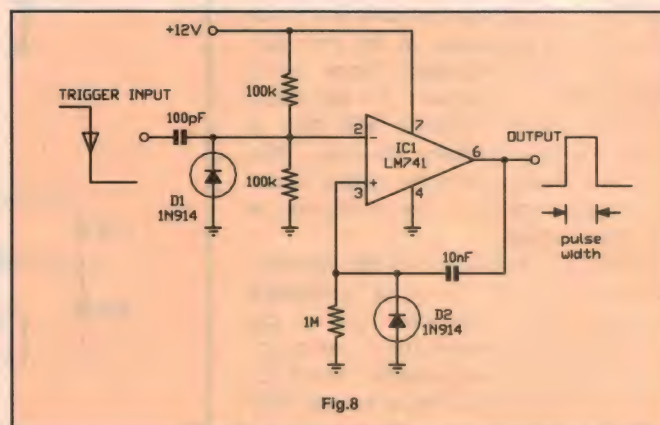 +12V
TRIGGER INPUT
100k
100pF
2
-
7
IC1
LM741
6
OUTPUT
100k
3
+
4
D1
1N914
pulse
width
10nF
1M
D2
1N914
Fig.8